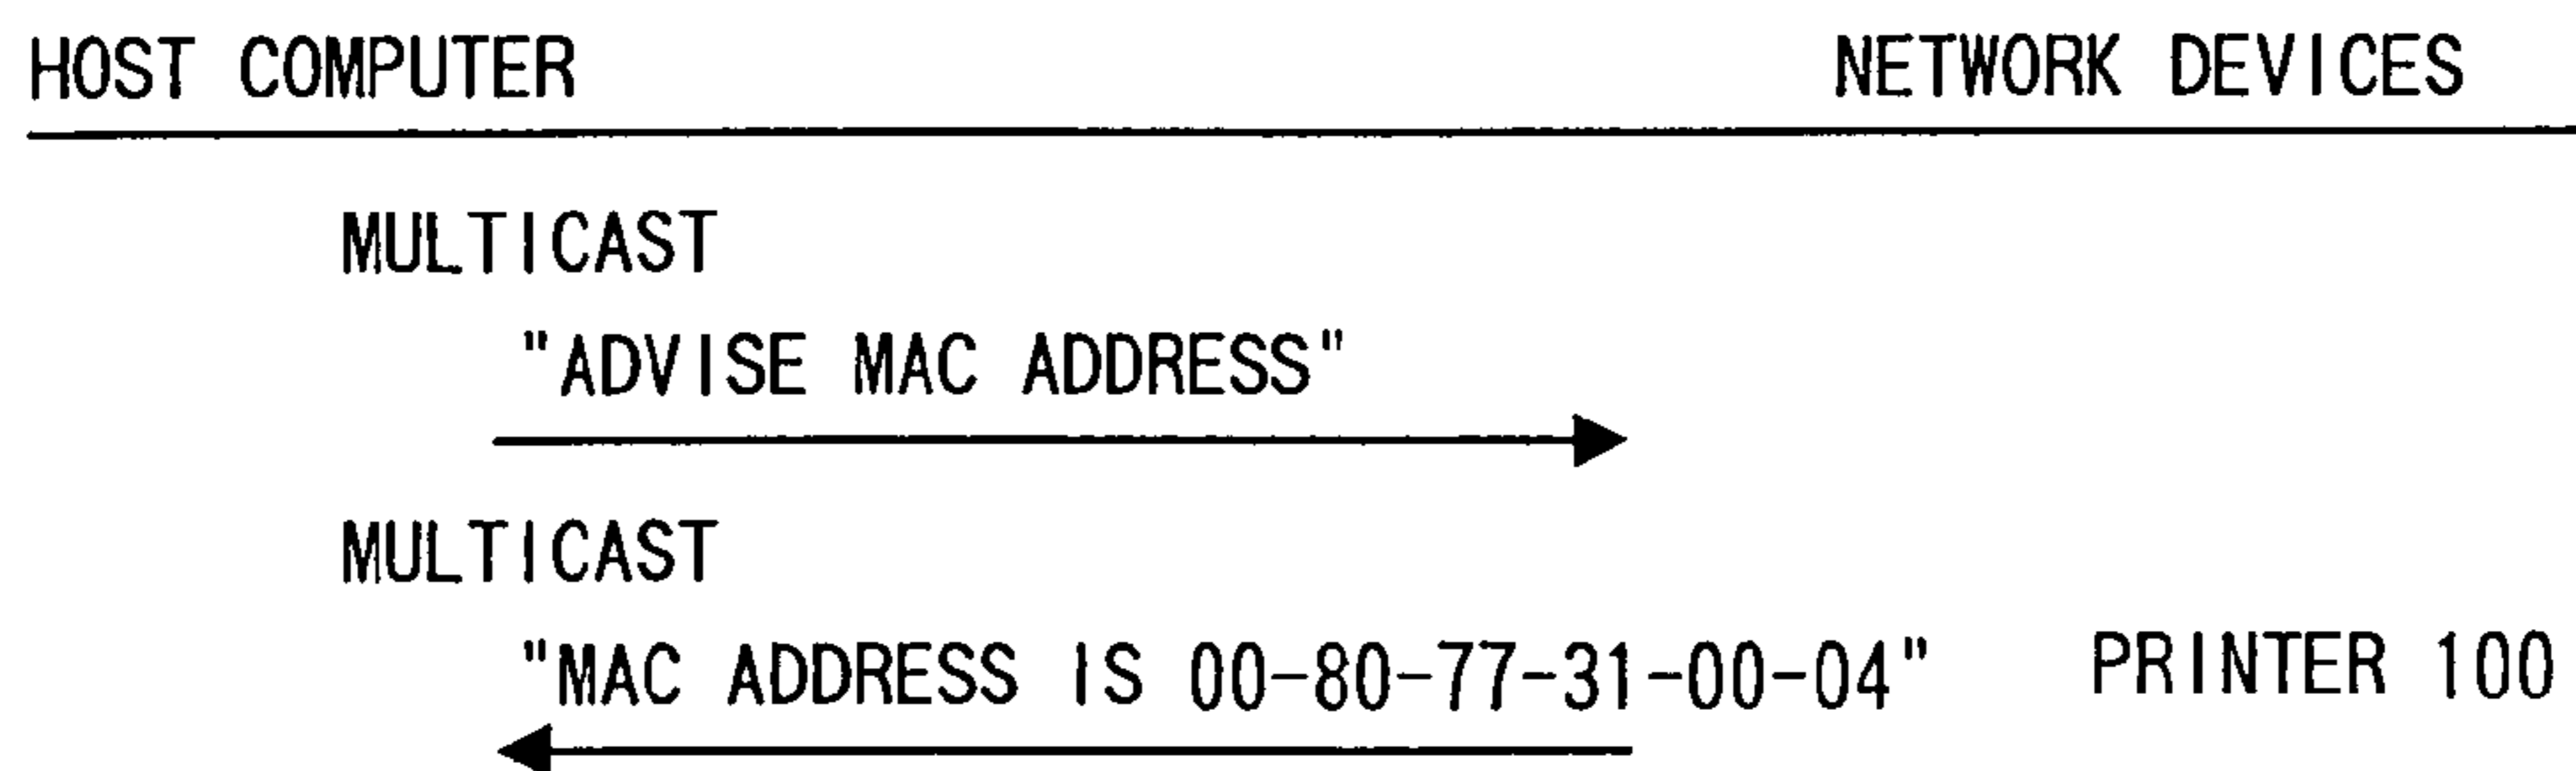 HOST COMPUTER NETWORK DEVICES
MULTICAST
"ADVISE MAC ADDRESS"
MULTICAST
"MAC ADDRESS IS 00-80-77-31-00-04" PRINTER 100